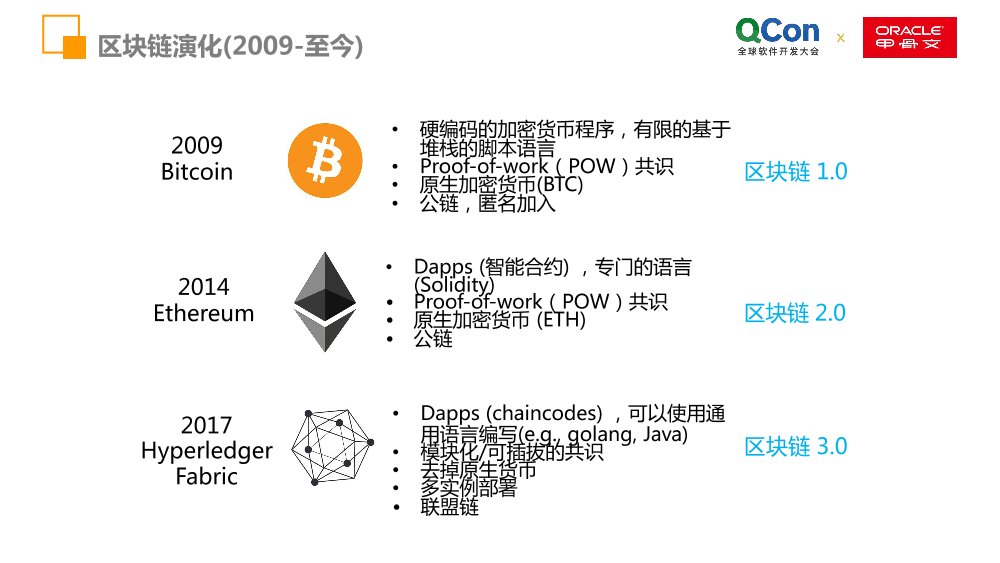 区块链演化(2009-至今)
QCon
全球软件开发大会
x
ORACLE
甲骨文
2009
Bitcoin
• 硬编码的加密货币程序，有限的基于
堆栈的脚本语言
• Proof-of-work（POW）共识
• 原生加密货币(BTC)
• 公链，匿名加入
区块链 1.0
2014
Ethereum
• Dapps (智能合约) ，专门的语言
(Solidity)
• Proof-of-work（POW）共识
• 原生加密货币 (ETH)
• 公链
区块链 2.0
2017
Hyperledger
Fabric
• Dapps (chaincodes) ，可以使用通
用语言编写(e.g., golang, Java)
• 模块化/可插拔的共识
• 去掉原生货币
• 多实例部署
• 联盟链
区块链 3.0